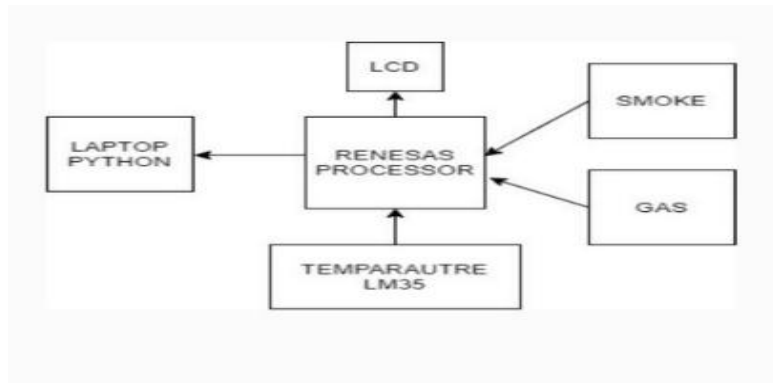 LCD
SMOKE
LAPTOP
PYTHON
RENESAS
PROCESSOR
GAS
TEMPARAUTRE
LM35